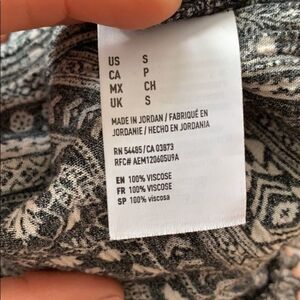 US S
CA P
MX CH
UK S
MADE IN JORDAN / FABRIQUÉ EN
JORDANIE / HECHO EN JORDANIA
RN 54485/CA 03873
RFC# AEM120605U9A
EN 100% VISCOSE
FR 100% VISCOSE
SP 100% viscosa